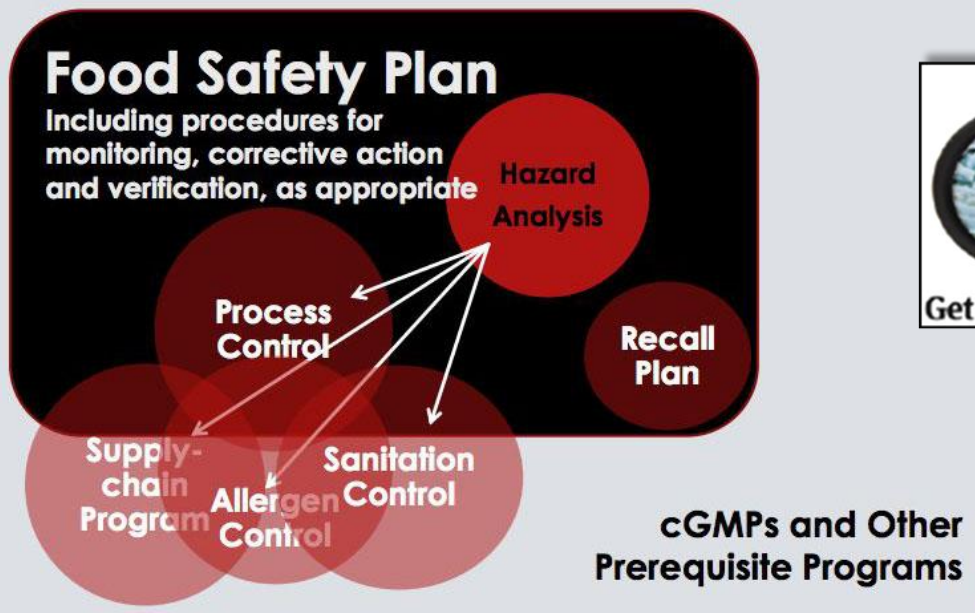 Food Safety Plan
Including procedures for
monitoring, corrective action
and verification, as appropriate
Hazard
Analysis
Process
Control
Recall
Plan
Supply-
chain
Program
Allergen
Control
Sanitation
Control
cGMPs and Other
Prerequisite Programs
Get